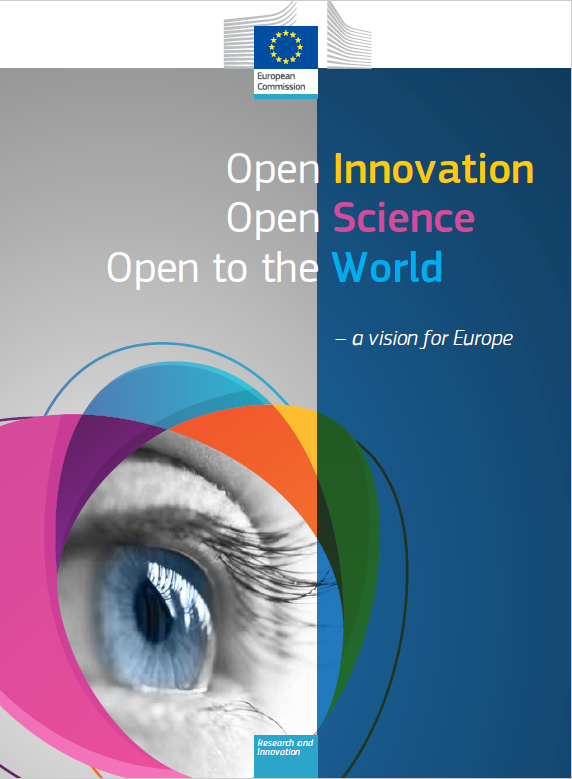 European
Commission
Open Innovation
Open Science
Open to the World
– a vision for Europe
Research and
Innovation